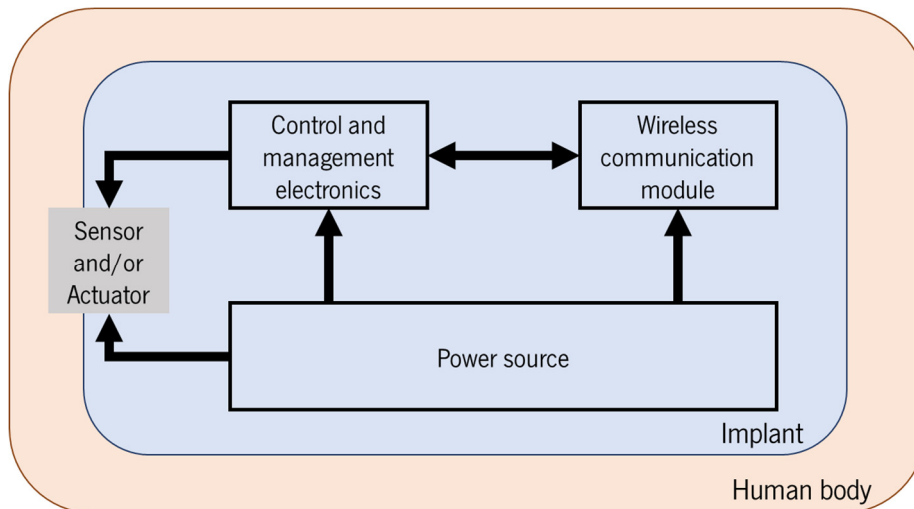 Control and
management
electronics
Wireless
communication
module
Sensor
and/or
Actuator
Power source
Implant
Human body